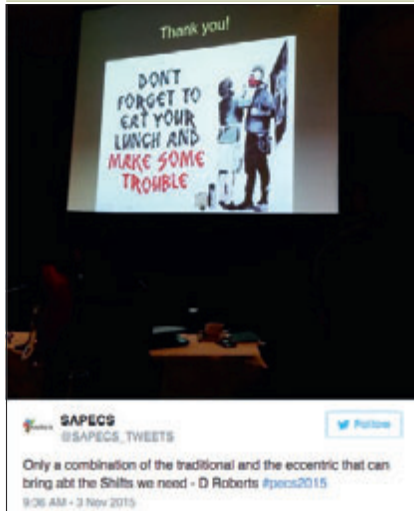 Thank you!
DON'T
FORGET TO
EAT YOUR
LUNCH AND
MAKE SOME
TROUBLE
SAPECS
@SAPECS_TWEETS
Follow
Only a combination of the traditional and the eccentric that can
bring abt the Shifts we need - D Roberts #pecs2015
9:36 AM - 3 Nov 2015